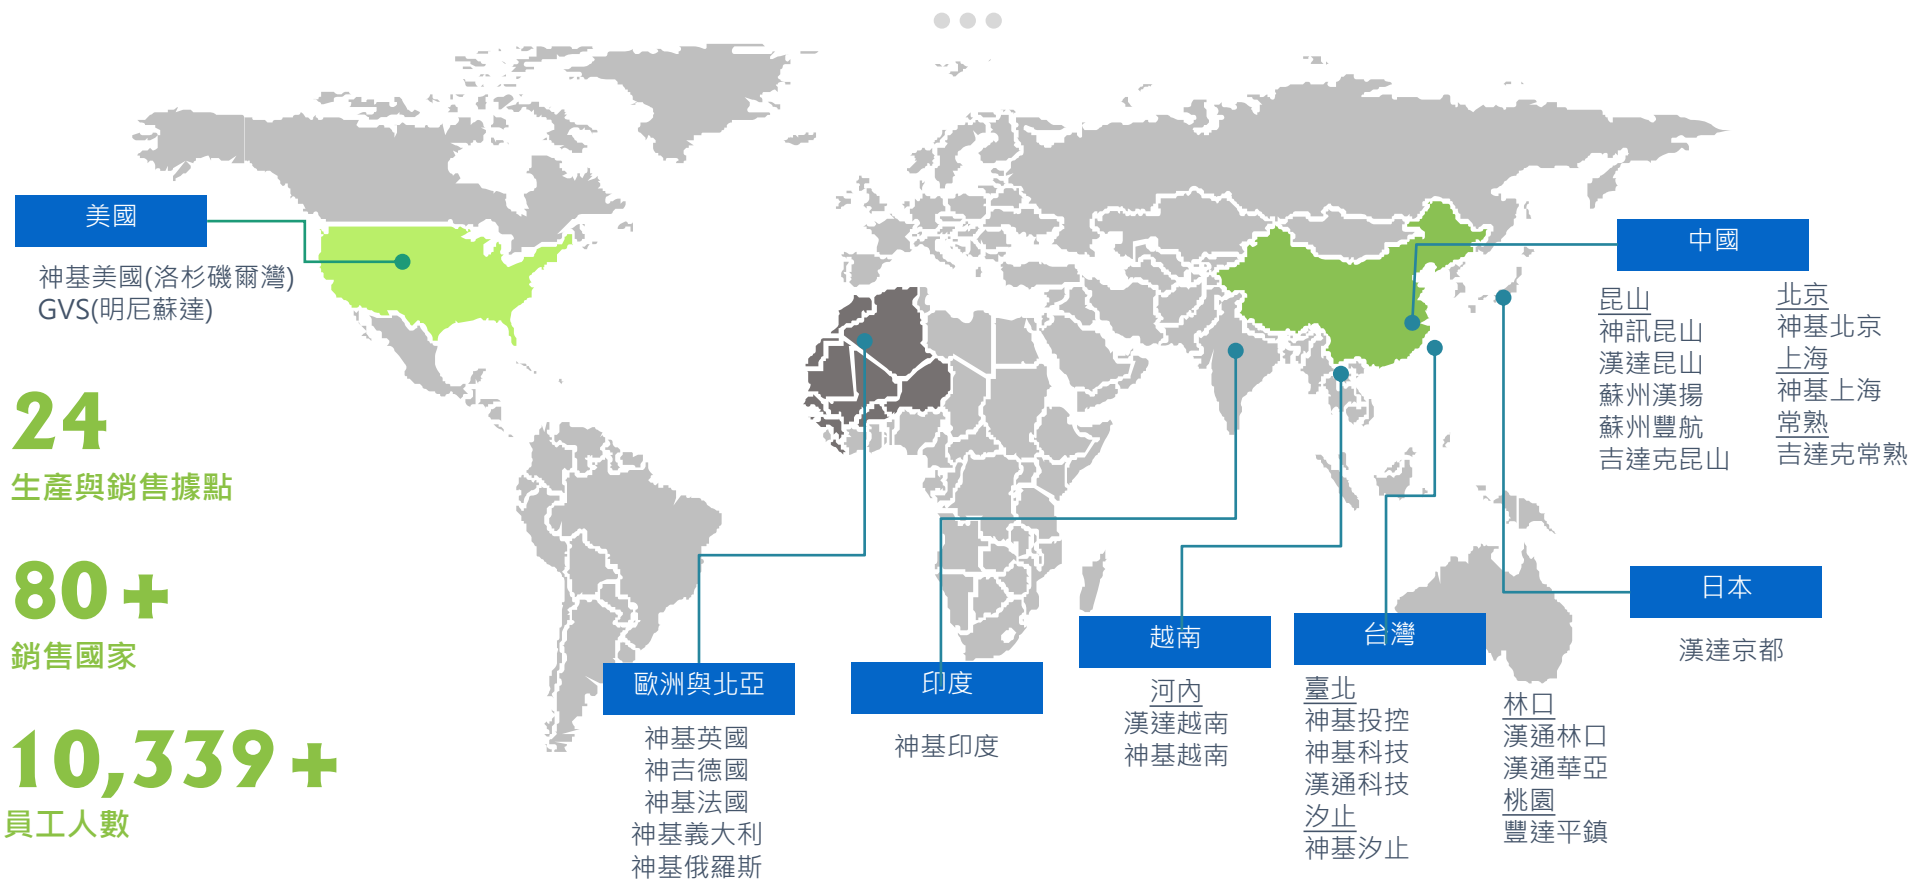 美國
神基美國(洛杉磯爾灣)
GVS(明尼蘇達)
24
生產與銷售據點
80+
銷售國家
10,339+
員工人數
歐洲與北亞
神基英國
神吉德國
神基法國
神基義大利
神基俄羅斯
印度
神基印度
越南
河內
漢達越南
神基越南
台灣
臺北
神基投控
神基科技
漢通科技
汐止
神基汐止
林口
漢通林口
漢通華亞
桃園
豐達平鎮
中國
昆山
神訊昆山
漢達昆山
蘇州漢揚
蘇州豐航
吉達克昆山
北京
神基北京
上海
神基上海
常熟
吉達克常熟
日本
漢達京都